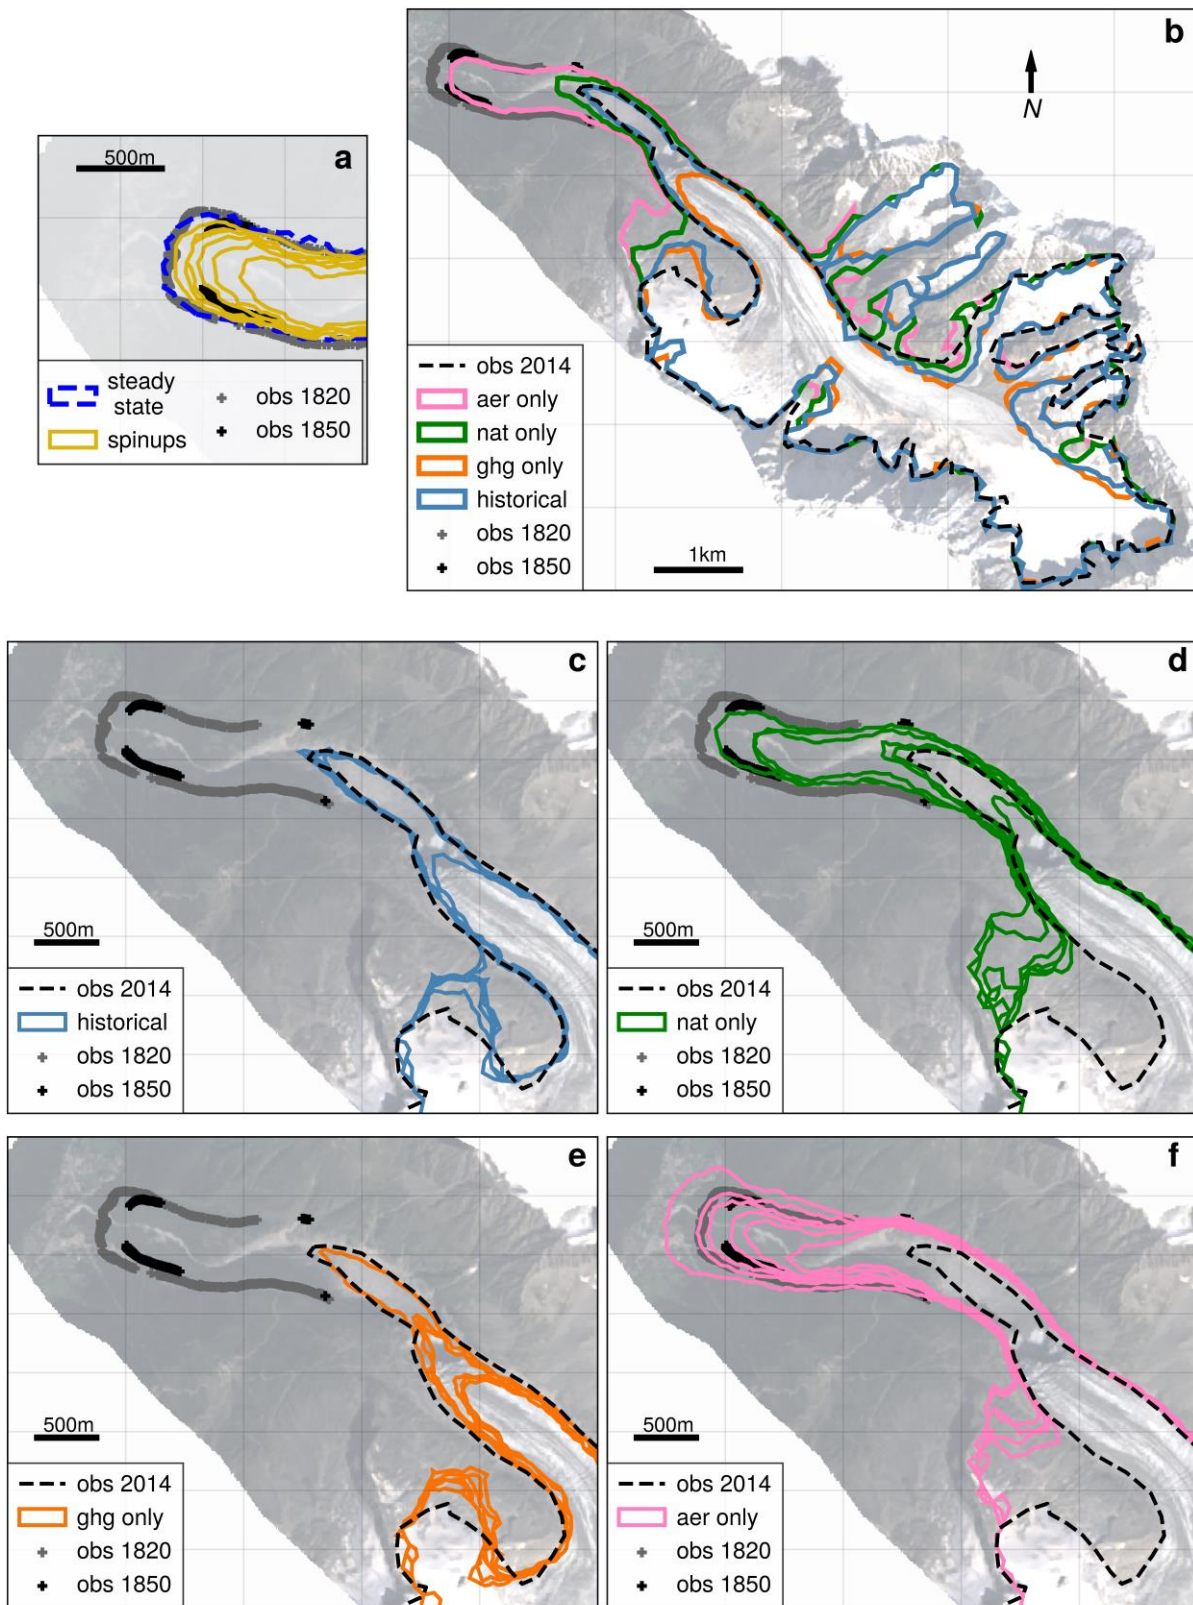 a
500m
steady
state
spinups
obs 1820
obs 1850
b
N
obs 2014
aer only
nat only
ghg only
historical
obs 1820
obs 1850
1km
c
500m
obs 2014
historical
obs 1820
obs 1850
d
500m
obs 2014
nat only
obs 1820
obs 1850
e
500m
obs 2014
ghg only
obs 1820
obs 1850
f
500m
obs 2014
aer only
obs 1820
obs 1850